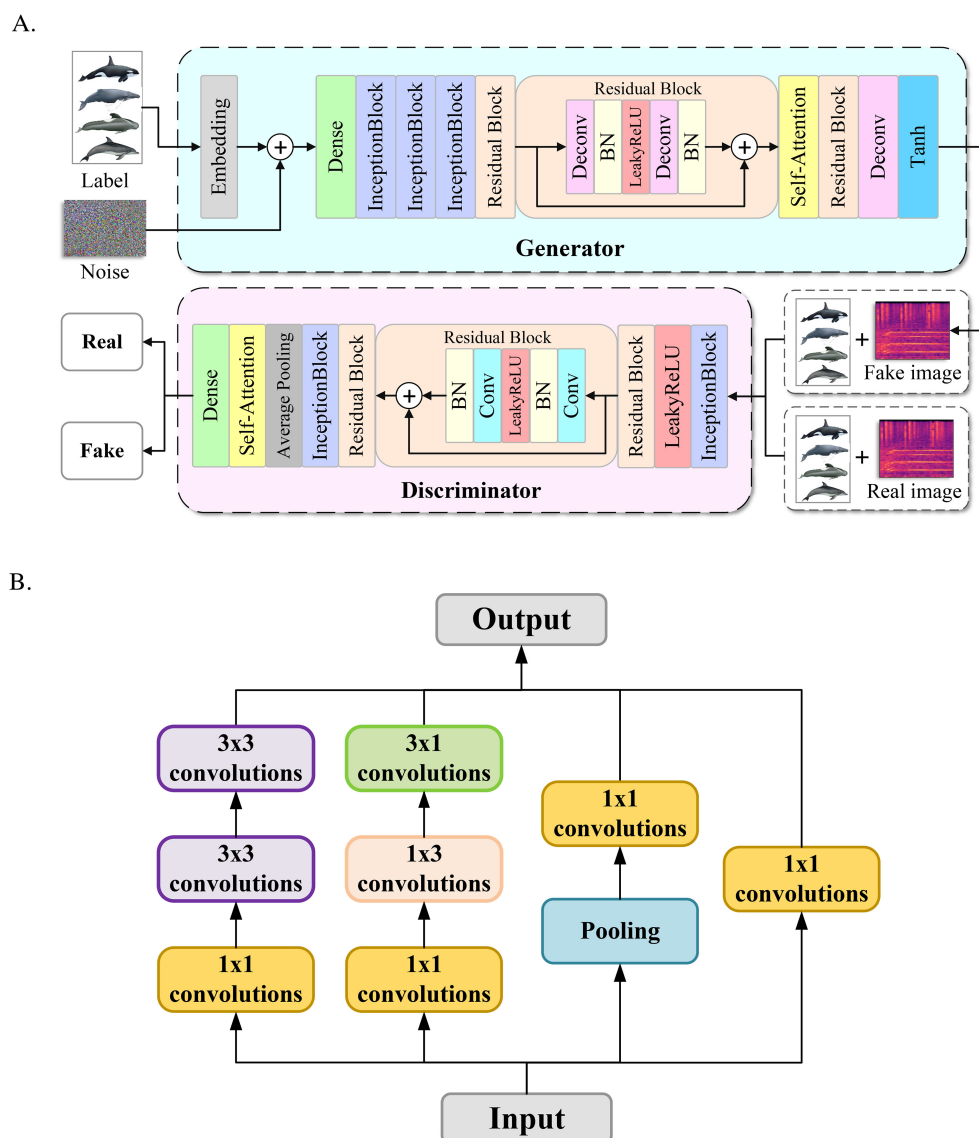 A.
Label
Noise
Embedding
+
Dense
InceptionBlock
InceptionBlock
InceptionBlock
Residual Block
Residual Block
Deconv
BN
LeakyReLU
Deconv
BN
+
Self-Attention
Residual Block
Deconv
Tanh
Generator
Real
Fake
Dense
Self-Attention
Average Pooling
InceptionBlock
Residual Block
Residual Block
+
BN
Conv
LeakyReLU
BN
Conv
Residual Block
LeakyReLU
InceptionBlock
Discriminator
+
Fake image
+
Real image
B.
Output
3x3
convolutions
3x1
convolutions
1x1
convolutions
3x3
convolutions
1x3
convolutions
1x1
convolutions
Pooling
1x1
convolutions
1x1
convolutions
Input